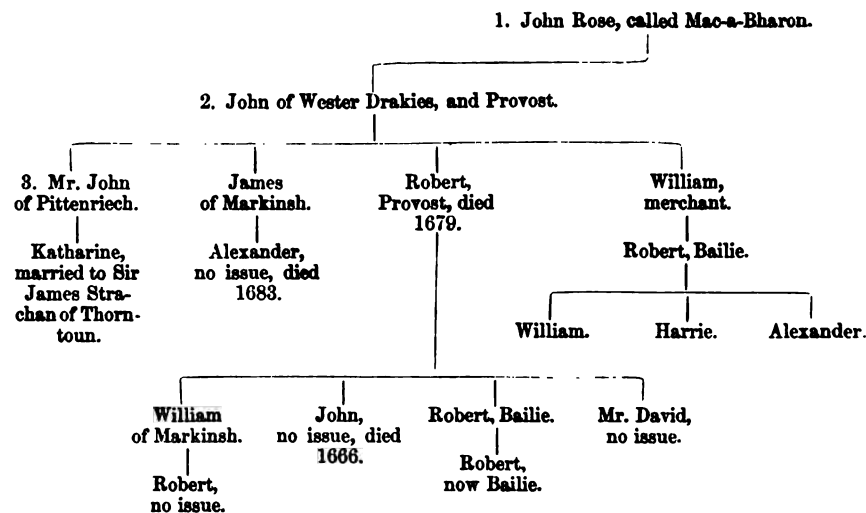 1. John Rose, called Mac-a-Bharon.
2. John of Wester Drakies, and Provost.
3. Mr. John
of Pittenriech.
James
of Markinsh.
Robert,
Provost, died
1679.
William,
merchant.
Katharine,
married to Sir
James Stra-
chan of Thorn-
toun.
Alexander,
no issue, died
1683.
Robert, Bailie.
William.
Harrie.
Alexander.
William
of Markinsh.
John,
no issue, died
1666.
Robert, Bailie.
Mr. David,
no issue.
Robert,
no issue.
Robert,
now Bailie.